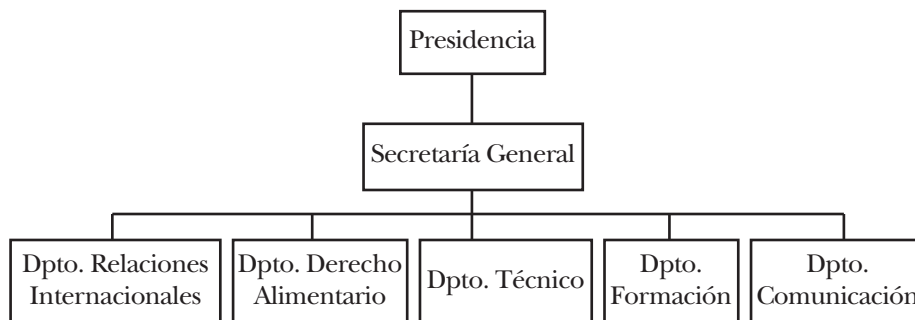 Presidencia
Secretaría General
Dpto. Relaciones
Internacionales
Dpto. Derecho
Alimentario
Dpto. Técnico
Dpto.
Formación
Dpto.
Comunicación